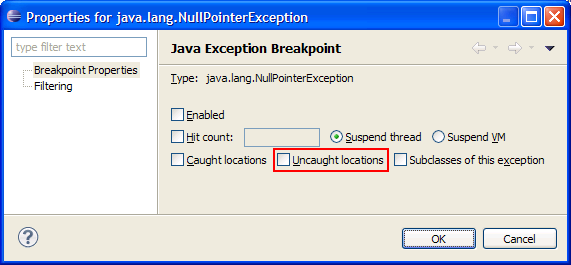 Properties for java.lang.NullPointerException
type filter text
Breakpoint Properties
Filtering
Java Exception Breakpoint
Type: java.lang.NullPointerException
Enabled
Hit count: Suspend thread Suspend VM
Caught locations Uncaught locations Subclasses of this exception
? OK Cancel